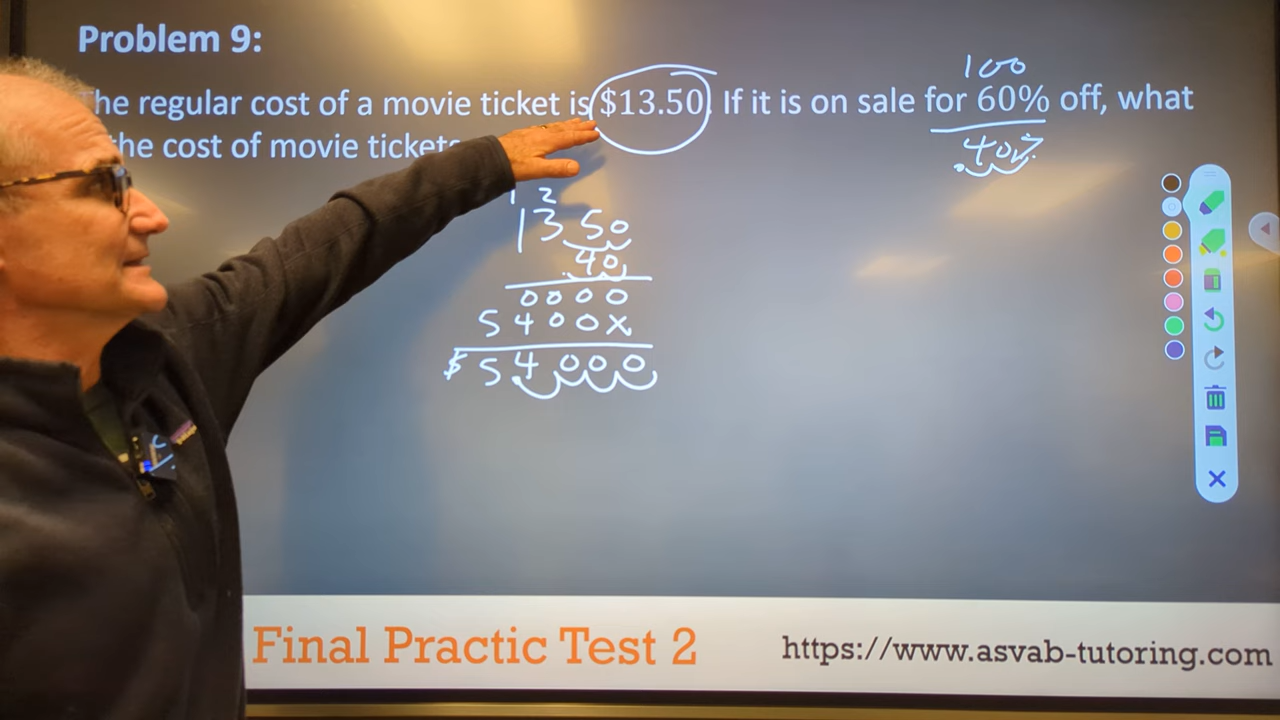 Problem 9:
he regular cost of a movie ticket is $13.50. If it is on sale for 60% off, what
the cost of movie tickets
100
40%
1 2
13 50
40
0000
5400x
$54000
Final Practic Test 2
https://www.asvab-tutoring.com